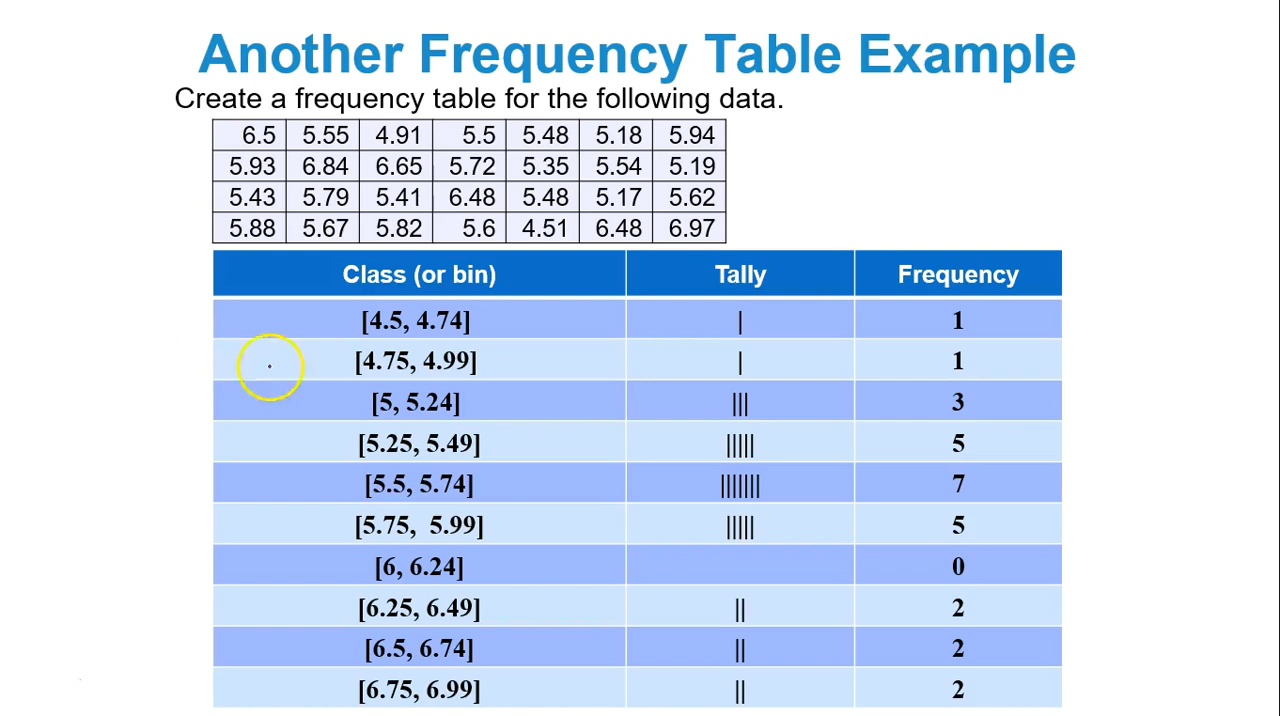 Another Frequency Table Example
Create a frequency table for the following data.
6.5 5.55 4.91 5.5 5.48 5.18 5.94
5.93 6.84 6.65 5.72 5.35 5.54 5.19
5.43 5.79 5.41 6.48 5.48 5.17 5.62
5.88 5.67 5.82 5.6 4.51 6.48 6.97
Class (or bin) Tally Frequency
[4.5, 4.74] | 1
[4.75, 4.99] | 1
[5, 5.24] ||| 3
[5.25, 5.49] ||||| 5
[5.5, 5.74] ||||||| 7
[5.75, 5.99] ||||| 5
[6, 6.24] 0
[6.25, 6.49] || 2
[6.5, 6.74] || 2
[6.75, 6.99] || 2